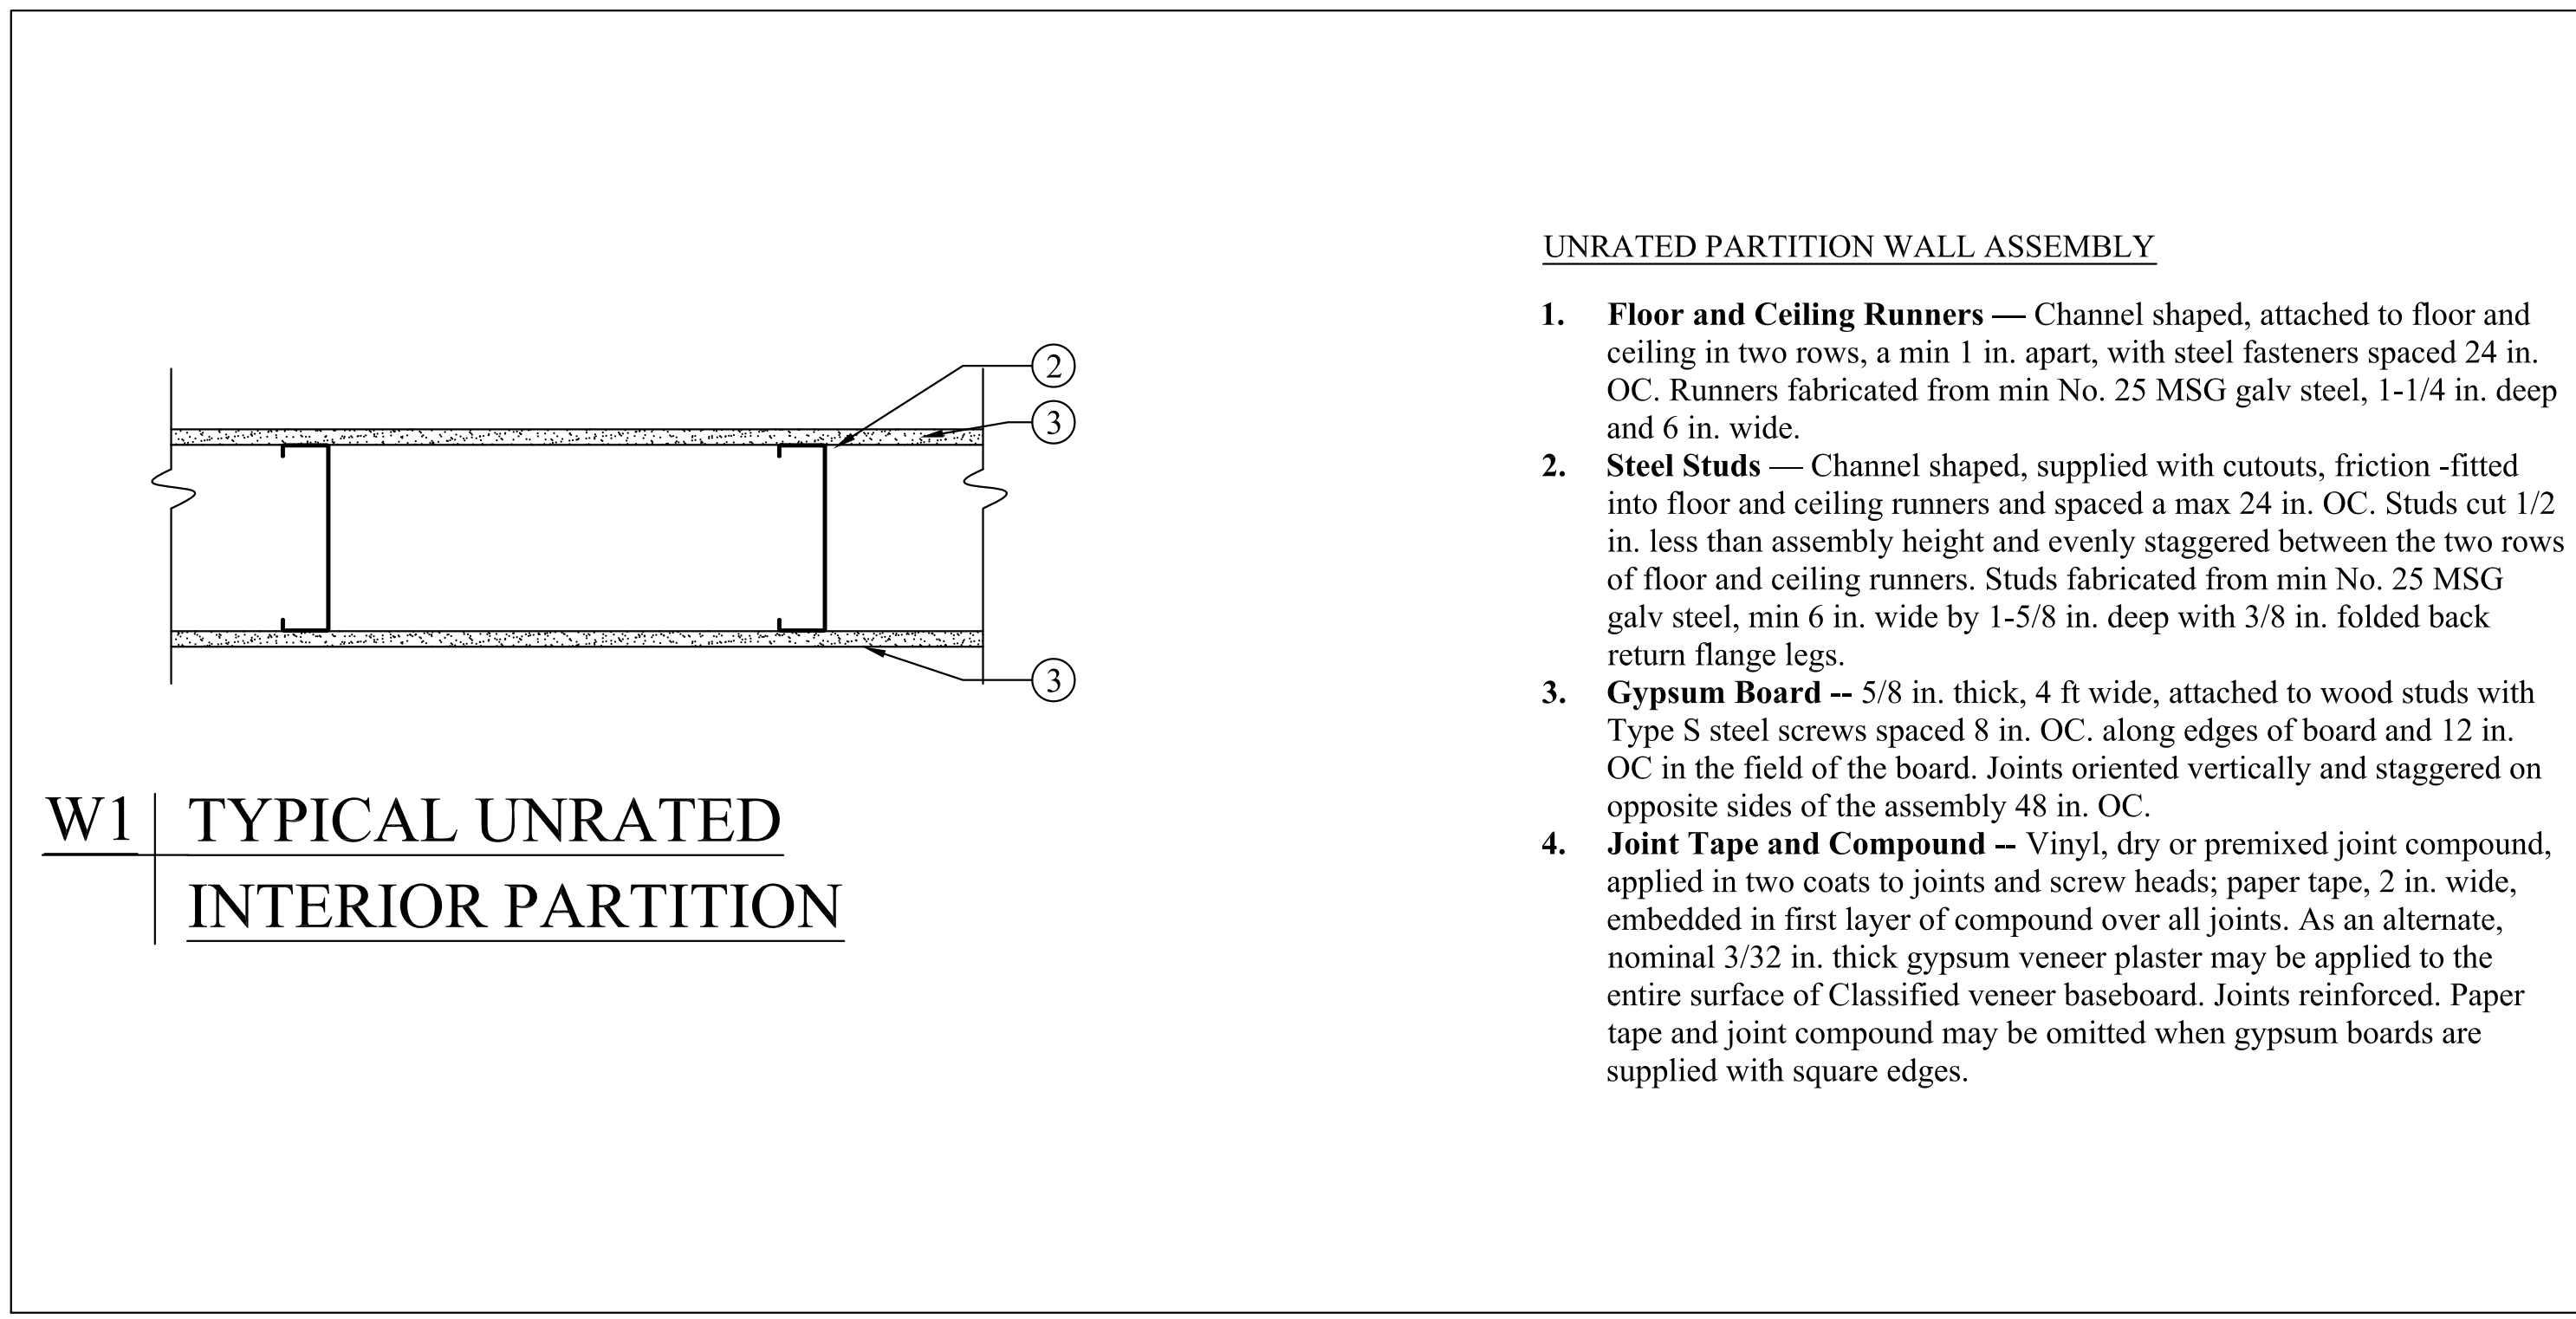 2
3
3
W1 TYPICAL UNRATED
INTERIOR PARTITION
UNRATED PARTITION WALL ASSEMBLY
1. Floor and Ceiling Runners — Channel shaped, attached to floor and
ceiling in two rows, a min 1 in. apart, with steel fasteners spaced 24 in.
OC. Runners fabricated from min No. 25 MSG galv steel, 1-1/4 in. deep
and 6 in. wide.
2. Steel Studs — Channel shaped, supplied with cutouts, friction -fitted
into floor and ceiling runners and spaced a max 24 in. OC. Studs cut 1/2
in. less than assembly height and evenly staggered between the two rows
of floor and ceiling runners. Studs fabricated from min No. 25 MSG
galv steel, min 6 in. wide by 1-5/8 in. deep with 3/8 in. folded back
return flange legs.
3. Gypsum Board -- 5/8 in. thick, 4 ft wide, attached to wood studs with
Type S steel screws spaced 8 in. OC. along edges of board and 12 in.
OC in the field of the board. Joints oriented vertically and staggered on
opposite sides of the assembly 48 in. OC.
4. Joint Tape and Compound -- Vinyl, dry or premixed joint compound,
applied in two coats to joints and screw heads; paper tape, 2 in. wide,
embedded in first layer of compound over all joints. As an alternate,
nominal 3/32 in. thick gypsum veneer plaster may be applied to the
entire surface of Classified veneer baseboard. Joints reinforced. Paper
tape and joint compound may be omitted when gypsum boards are
supplied with square edges.